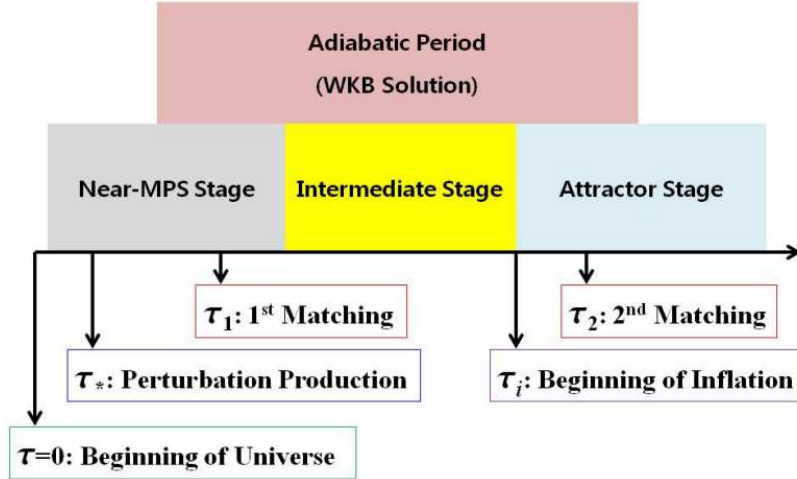 Adiabatic Period
(WKB Solution)
Near-MPS Stage
Intermediate Stage
Attractor Stage
τ₁: 1ˢᵗ Matching
τ₂: 2ⁿᵈ Matching
τ*: Perturbation Production
τᵢ: Beginning of Inflation
τ=0: Beginning of Universe